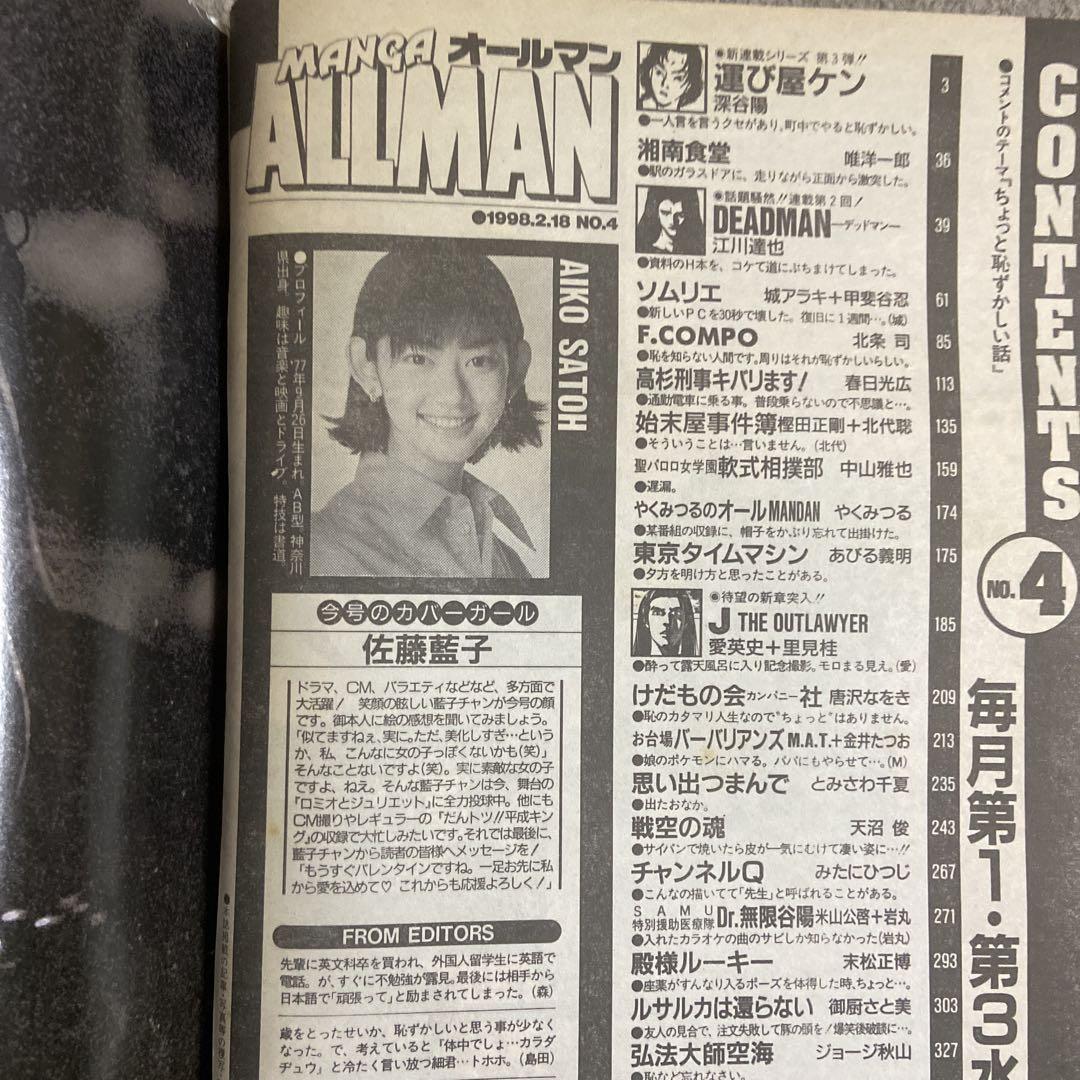 MANGA オールマン
ALLMAN
●1998.2.18 NO.4
AIKO SATOH
●プロフィール '77年9月26日生まれ AB型。神奈川
県出身。趣味は音楽と映画とドライブ。特技は書道。
今号のカバーガール
佐藤藍子
ドラマ、CM、バラエティなどなど、多方面で
大活躍! 笑顔の眩しい藍子チャンが今号の顔
です。御本人に絵の感想を聞いてみましょう。
「似てますねぇ、実に。ただ、美化しすぎ…という
か、私、こんなに女の子っぽくないかも(笑)」
そんなことないですよ(笑)。実に素敵な女の子
ですよ、ねえ。そんな藍子チャンは今、舞台の
『ロミオとジュリエット』に全力投球中。他にも
CM撮りやレギュラーの『だんトツ!!平成キン
グ』の収録で大忙しみたいです。それでは最後に、
藍子チャンから読者の皆様へメッセージを!
「もうすぐバレンタインですね。一足お先に私
から愛を込めて♡ これからも応援よろしく!」
FROM EDITORS
先輩に英文科卒を買われ、外国人留学生に英語で
電話。が、すぐに不勉強が露見。最後には相手から
日本語で「頑張って」と励まされてしまった。(森)
歳をとったせいか、恥ずかしいと思う事が少なく
なった。で、考えていると「体中でしょ…カラダ
ヂュウ」と冷たく言い放つ細君…トホホ。(島田)
CONTENTS
NO.4
●コメントのテーマ『ちょっと恥ずかしい話』
◉新連載シリーズ 第3弾!!
運び屋ケン 3
深谷陽
●一人言を言うクセがあり、町中でやると恥ずかしい。
湘南食堂 唯洋一郎 36
●駅のガラスドアに、走りながら正面から激突した。
◉話題騒然!!連載第2回!
DEADMAN―デッドマン― 39
江川達也
●資料のH本を、コケて道にぶちまけてしまった。
ソムリエ 城アラキ+甲斐谷忍 61
●新しいPCを30秒で壊した。復旧に1週間…。(城)
F.COMPO 北条 司 85
●恥を知らない人間です。周りはそれが恥ずかしいらしい。
高杉刑事キバります! 春日光広 113
●通勤電車に乗る事。普段乗らないので不思議と…。
始末屋事件簿 樫田正剛+北代聡 135
●そういうことは…言いません。(北代)
聖パロロ女学園軟式相撲部 中山雅也 159
●遅漏。
やくみつるのオールMANDAN やくみつる 174
●某番組の収録に、帽子をかぶり忘れて出掛けた。
東京タイムマシン あびる義明 175
●夕方を明け方と思ったことがある。
◉待望の新章突入!!
J THE OUTLAWYER 185
愛英史+里見桂
●酔って露天風呂に入り記念撮影。モロまる見え。(愛)
けだもの会カンパニー社 唐沢なをき 209
●恥のカタマリ人生なので"ちょっと"はありません。
お台場バーバリアンズ M.A.T.+金井たつお 213
●娘のポケモンにハマる。パパにもやらせて…。(M)
思い出つまんで とみさわ千夏 235
●出たおなか。
戦空の魂 天沼 俊 243
●サイパンで焼いたら皮が一気にむけて凄い姿に…!!
チャンネルQ みたにひつじ 267
●こんなの描いてて「先生」と呼ばれることがある。
SAMU
特別援助医療隊 Dr.無限谷陽 米山公啓+岩丸 271
●入れたカラオケの曲のサビしか知らなかった(岩丸)
殿様ルーキー 末松正博 293
●座薬がすんなり入るポーズを体得した時、ちょっと…。
ルサルカは還らない 御厨さと美 303
●友人の見合で、注文失敗して豚の頭を!爆笑後破談に…。
弘法大師空海 ジョージ秋山 327
●恥など忘れなさい。
毎月第1・第3水